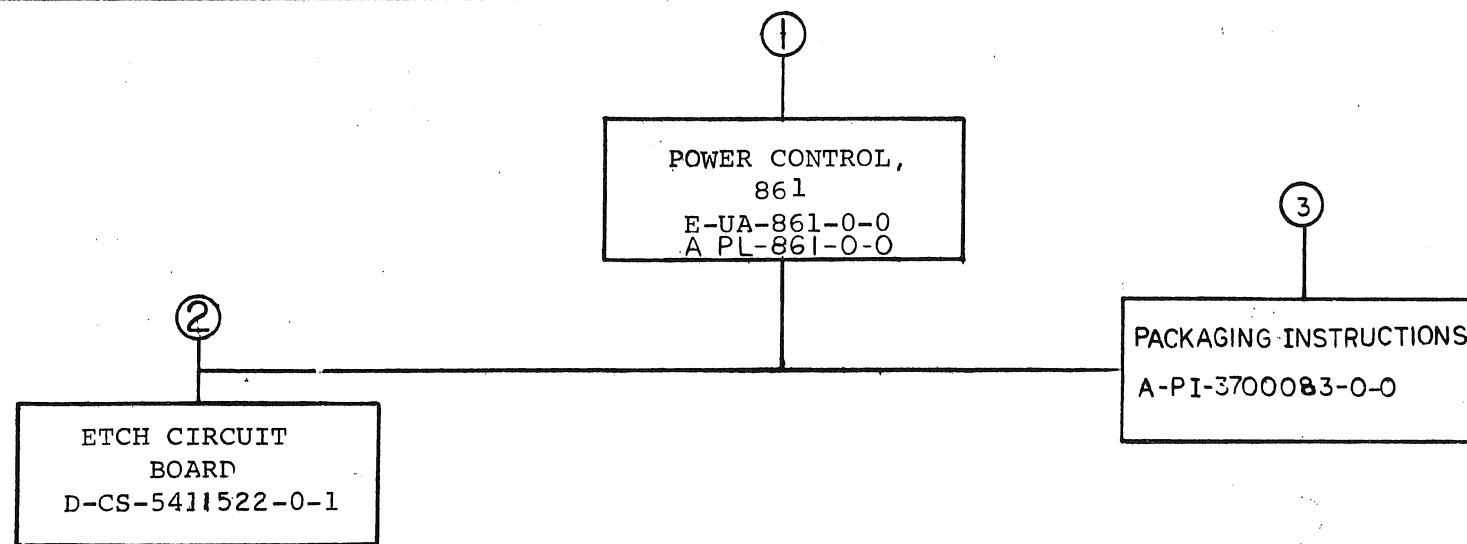 1
POWER CONTROL,
861
E-UA-861-0-0
A PL-861-0-0
3
PACKAGING INSTRUCTIONS
A-PI-3700083-0-0
2
ETCH CIRCUIT
BOARD
D-CS-5411522-0-1